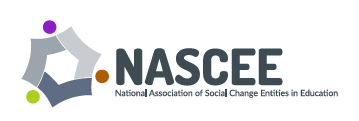 NASCEE
National Association of Social Change Entities in Education